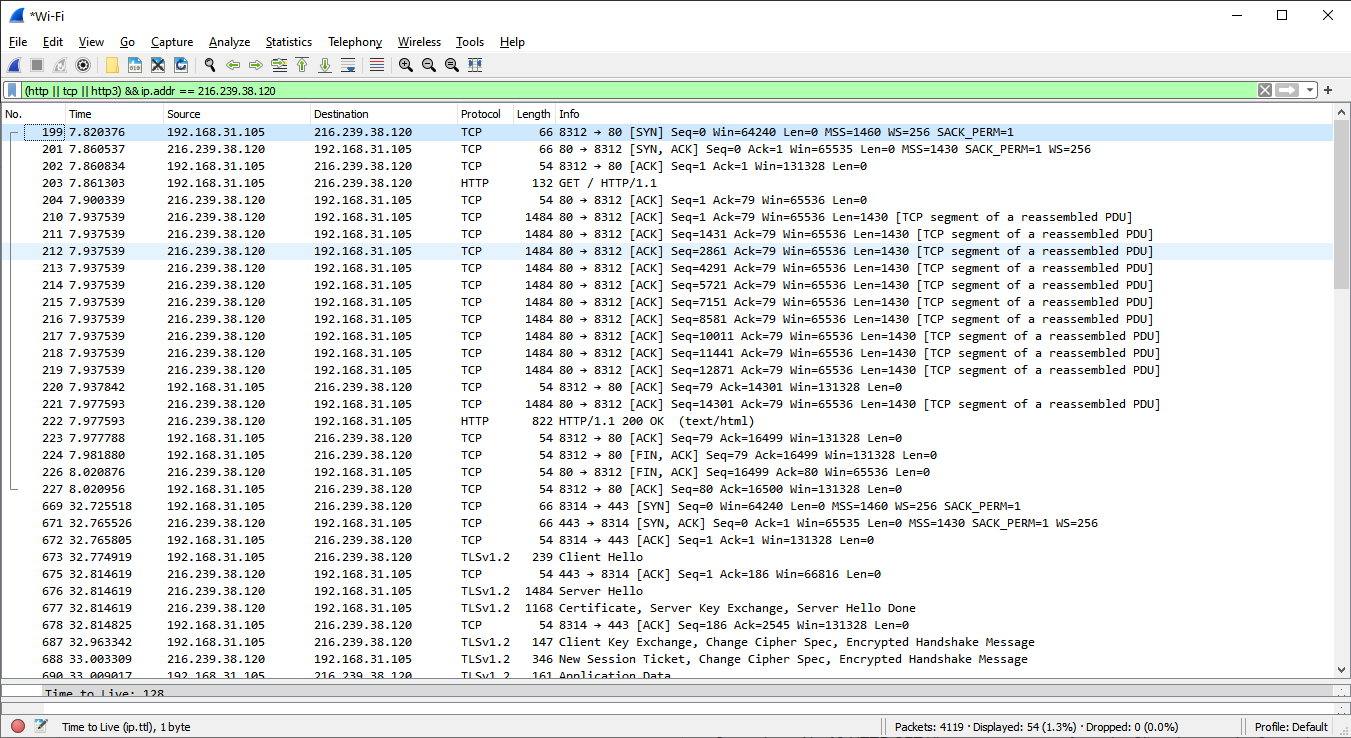 *Wi-Fi
File Edit View Go Capture Analyze Statistics Telephony Wireless Tools Help
(http || tcp || http3) && ip.addr == 216.239.38.120
No. Time Source Destination Protocol Length Info
199 7.820376 192.168.31.105 216.239.38.120 TCP 66 8312 → 80 [SYN] Seq=0 Win=64240 Len=0 MSS=1460 WS=256 SACK_PERM=1
201 7.860537 216.239.38.120 192.168.31.105 TCP 66 80 → 8312 [SYN, ACK] Seq=0 Ack=1 Win=65535 Len=0 MSS=1430 SACK_PERM=1 WS=256
202 7.860834 192.168.31.105 216.239.38.120 TCP 54 8312 → 80 [ACK] Seq=1 Ack=1 Win=131328 Len=0
203 7.861303 192.168.31.105 216.239.38.120 HTTP 132 GET / HTTP/1.1
204 7.900339 216.239.38.120 192.168.31.105 TCP 54 80 → 8312 [ACK] Seq=1 Ack=79 Win=65536 Len=0
210 7.937539 216.239.38.120 192.168.31.105 TCP 1484 80 → 8312 [ACK] Seq=1 Ack=79 Win=65536 Len=1430 [TCP segment of a reassembled PDU]
211 7.937539 216.239.38.120 192.168.31.105 TCP 1484 80 → 8312 [ACK] Seq=1431 Ack=79 Win=65536 Len=1430 [TCP segment of a reassembled PDU]
212 7.937539 216.239.38.120 192.168.31.105 TCP 1484 80 → 8312 [ACK] Seq=2861 Ack=79 Win=65536 Len=1430 [TCP segment of a reassembled PDU]
213 7.937539 216.239.38.120 192.168.31.105 TCP 1484 80 → 8312 [ACK] Seq=4291 Ack=79 Win=65536 Len=1430 [TCP segment of a reassembled PDU]
214 7.937539 216.239.38.120 192.168.31.105 TCP 1484 80 → 8312 [ACK] Seq=5721 Ack=79 Win=65536 Len=1430 [TCP segment of a reassembled PDU]
215 7.937539 216.239.38.120 192.168.31.105 TCP 1484 80 → 8312 [ACK] Seq=7151 Ack=79 Win=65536 Len=1430 [TCP segment of a reassembled PDU]
216 7.937539 216.239.38.120 192.168.31.105 TCP 1484 80 → 8312 [ACK] Seq=8581 Ack=79 Win=65536 Len=1430 [TCP segment of a reassembled PDU]
217 7.937539 216.239.38.120 192.168.31.105 TCP 1484 80 → 8312 [ACK] Seq=10011 Ack=79 Win=65536 Len=1430 [TCP segment of a reassembled PDU]
218 7.937539 216.239.38.120 192.168.31.105 TCP 1484 80 → 8312 [ACK] Seq=11441 Ack=79 Win=65536 Len=1430 [TCP segment of a reassembled PDU]
219 7.937539 216.239.38.120 192.168.31.105 TCP 1484 80 → 8312 [ACK] Seq=12871 Ack=79 Win=65536 Len=1430 [TCP segment of a reassembled PDU]
220 7.937842 192.168.31.105 216.239.38.120 TCP 54 8312 → 80 [ACK] Seq=79 Ack=14301 Win=131328 Len=0
221 7.977593 216.239.38.120 192.168.31.105 TCP 1484 80 → 8312 [ACK] Seq=14301 Ack=79 Win=65536 Len=1430 [TCP segment of a reassembled PDU]
222 7.977593 216.239.38.120 192.168.31.105 HTTP 822 HTTP/1.1 200 OK (text/html)
223 7.977788 192.168.31.105 216.239.38.120 TCP 54 8312 → 80 [ACK] Seq=79 Ack=16499 Win=131328 Len=0
224 7.981880 192.168.31.105 216.239.38.120 TCP 54 8312 → 80 [FIN, ACK] Seq=79 Ack=16499 Win=131328 Len=0
226 8.020876 216.239.38.120 192.168.31.105 TCP 54 80 → 8312 [FIN, ACK] Seq=16499 Ack=80 Win=65536 Len=0
227 8.020956 192.168.31.105 216.239.38.120 TCP 54 8312 → 80 [ACK] Seq=80 Ack=16500 Win=131328 Len=0
669 32.725518 192.168.31.105 216.239.38.120 TCP 66 8314 → 443 [SYN] Seq=0 Win=64240 Len=0 MSS=1460 WS=256 SACK_PERM=1
671 32.765526 216.239.38.120 192.168.31.105 TCP 66 443 → 8314 [SYN, ACK] Seq=0 Ack=1 Win=65535 Len=0 MSS=1430 SACK_PERM=1 WS=256
672 32.765805 192.168.31.105 216.239.38.120 TCP 54 8314 → 443 [ACK] Seq=1 Ack=1 Win=131328 Len=0
673 32.774919 192.168.31.105 216.239.38.120 TLSv1.2 239 Client Hello
675 32.814619 216.239.38.120 192.168.31.105 TCP 54 443 → 8314 [ACK] Seq=1 Ack=186 Win=66816 Len=0
676 32.814619 216.239.38.120 192.168.31.105 TLSv1.2 1484 Server Hello
677 32.814619 216.239.38.120 192.168.31.105 TLSv1.2 1168 Certificate, Server Key Exchange, Server Hello Done
678 32.814825 192.168.31.105 216.239.38.120 TCP 54 8314 → 443 [ACK] Seq=186 Ack=2545 Win=131328 Len=0
687 32.963342 192.168.31.105 216.239.38.120 TLSv1.2 147 Client Key Exchange, Change Cipher Spec, Encrypted Handshake Message
688 33.003309 216.239.38.120 192.168.31.105 TLSv1.2 346 New Session Ticket, Change Cipher Spec, Encrypted Handshake Message
690 33.009017 192.168.31.105 216.239.38.120 TLSv1.2 161 Application Data
Time to Live: 128
Time to Live (ip.ttl), 1 byte Packets: 4119 · Displayed: 54 (1.3%) · Dropped: 0 (0.0%) Profile: Default